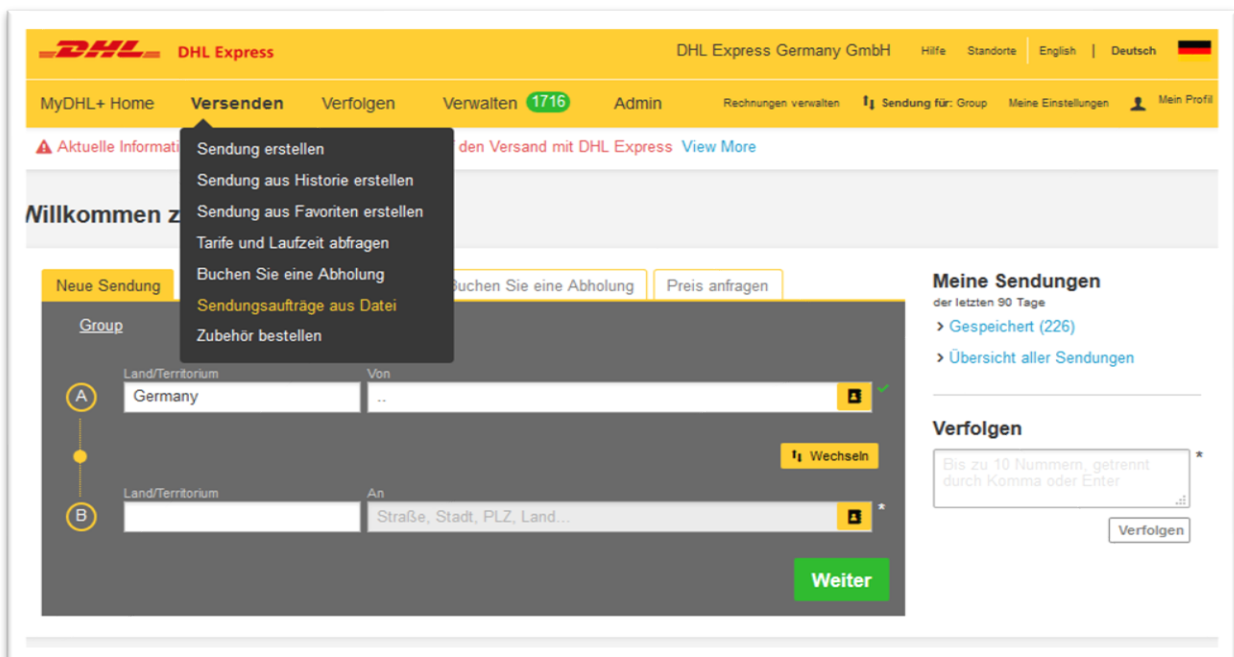 DHL DHL Express DHL Express Germany GmbH Hilfe Standorte English | Deutsch
MyDHL+ Home Versenden Verfolgen Verwalten 1716 Admin Rechnungen verwalten Sendung für: Group Meine Einstellungen Mein Profil
Aktuelle den Versand mit DHL Express View More
Sendung erstellen
Sendung aus Historie erstellen
Sendung aus Favoriten erstellen
Tarife und Laufzeit abfragen
Buchen Sie eine Abholung
Sendungsaufträge aus Datei
Zubehör bestellen
Willkommen
Neue Sendung Buchen Sie eine Abholung Preis anfragen
Group
Land/Territorium Von
A Germany ..
Wechseln
Land/Territorium An
B Straße, Stadt, PLZ, Land... *
Weiter
Meine Sendungen
der letzten 90 Tage
> Gespeichert (226)
> Übersicht aller Sendungen
Verfolgen
Bis zu 10 Nummern, getrennt *
durch Komma oder Enter
Verfolgen